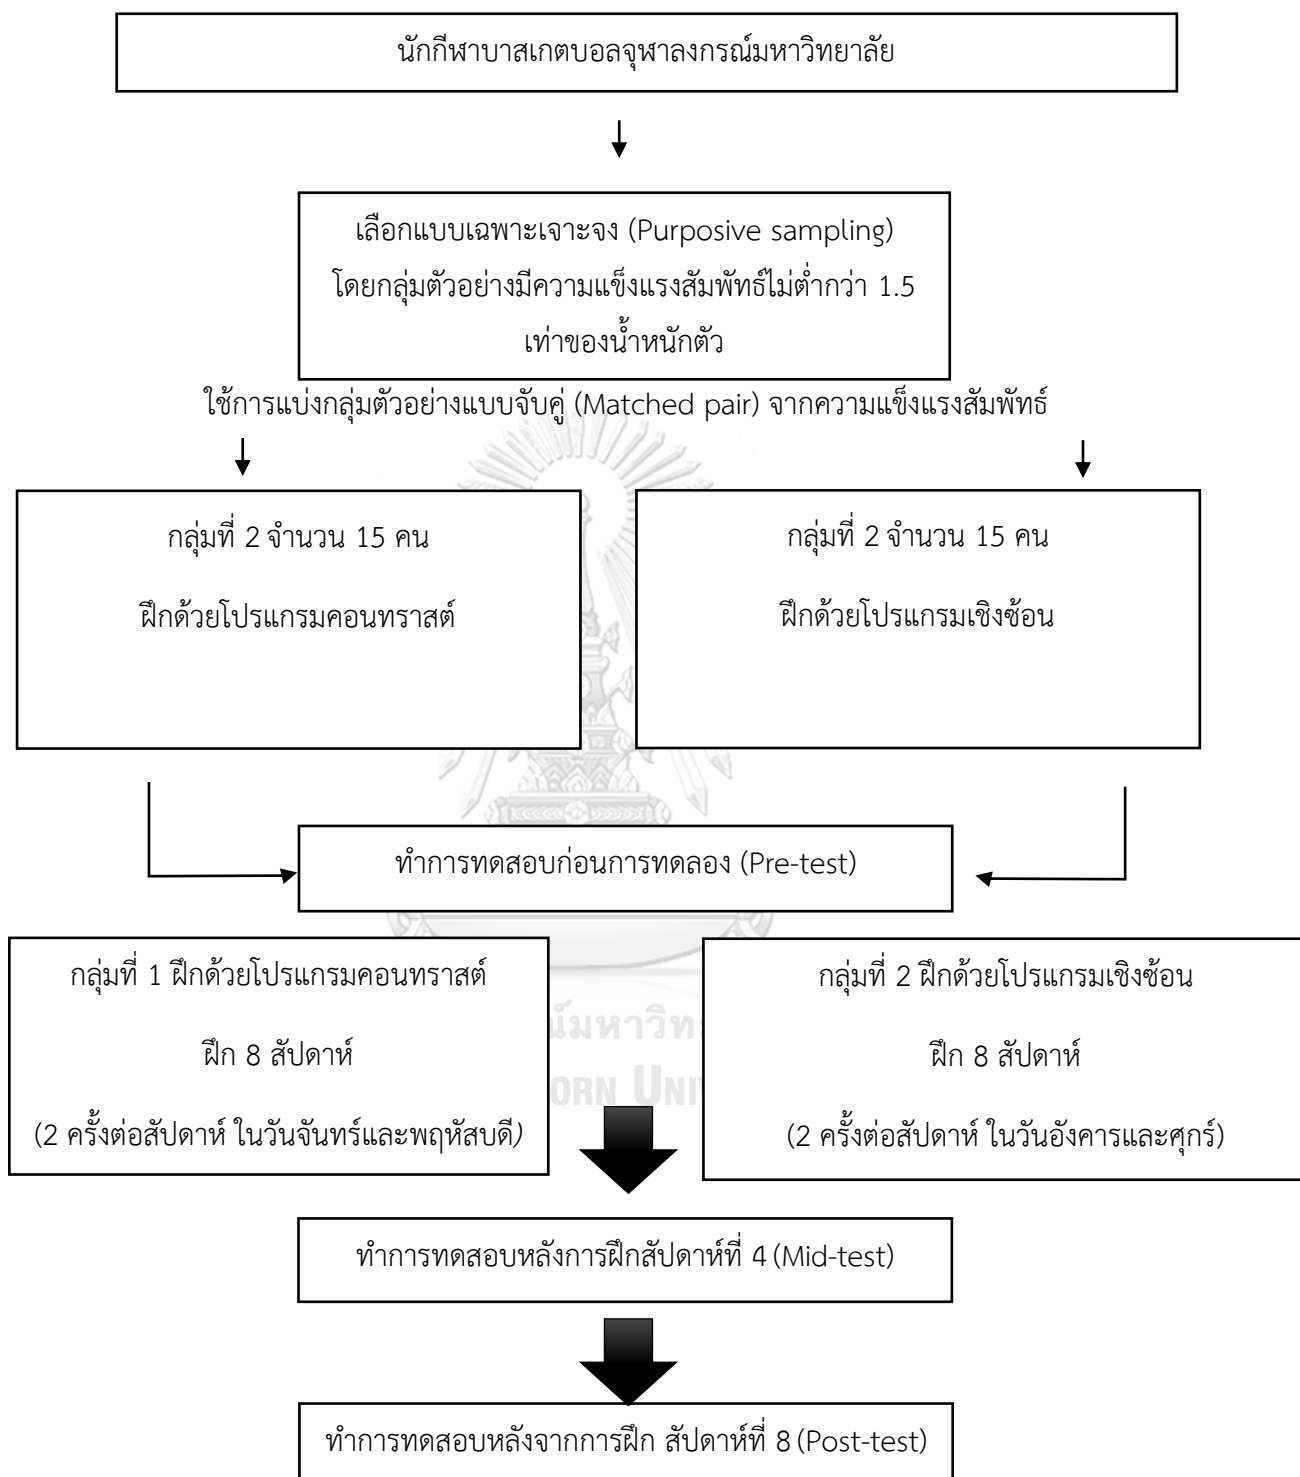 นักกีฬาบาสเกตบอลจุฬาลงกรณ์มหาวิทยาลัย
เลือกแบบเฉพาะเจาะจง (Purposive sampling)
โดยกลุ่มตัวอย่างมีความแข็งแรงสัมพัทธ์ไม่ต่ำกว่า 1.5
เท่าของน้ำหนักตัว
ใช้การแบ่งกลุ่มตัวอย่างแบบจับคู่ (Matched pair) จากความแข็งแรงสัมพัทธ์
กลุ่มที่ 2 จำนวน 15 คน
ฝึกด้วยโปรแกรมคอนทราสต์
กลุ่มที่ 2 จำนวน 15 คน
ฝึกด้วยโปรแกรมเชิงซ้อน
ทำการทดสอบก่อนการทดลอง (Pre-test)
กลุ่มที่ 1 ฝึกด้วยโปรแกรมคอนทราสต์
ฝึก 8 สัปดาห์
(2 ครั้งต่อสัปดาห์ ในวันจันทร์และพฤหัสบดี)
กลุ่มที่ 2 ฝึกด้วยโปรแกรมเชิงซ้อน
ฝึก 8 สัปดาห์
(2 ครั้งต่อสัปดาห์ ในวันอังคารและศุกร์)
ทำการทดสอบหลังการฝึกสัปดาห์ที่ 4 (Mid-test)
ทำการทดสอบหลังจากการฝึก สัปดาห์ที่ 8 (Post-test)